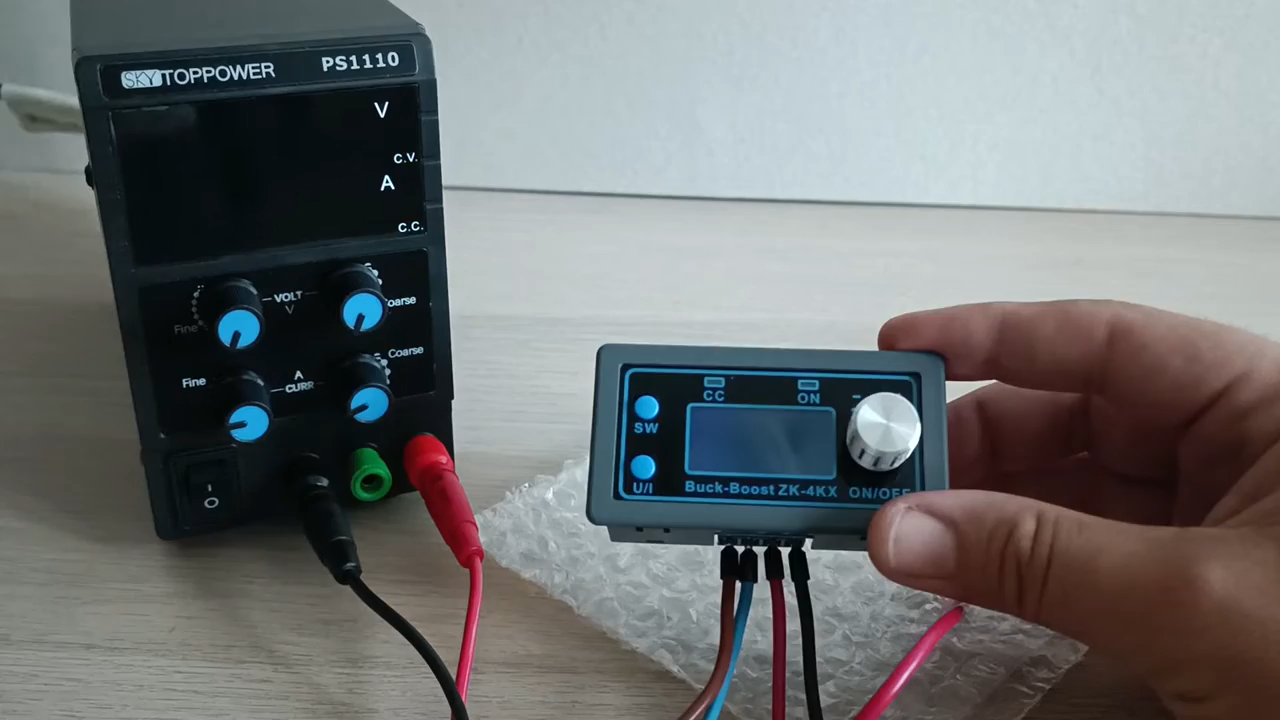 SKYTOPPOWER PS1110
V
C.V.
A
C.C.
VOLT
V
Fine
Coarse
Fine
A
CURR
Coarse
CC
ON
SW
U/I
Buck-Boost ZK-4KX ON/OFF